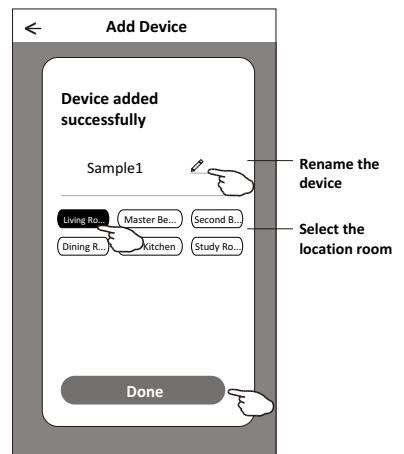 Add Device
Device added
successfully
Sample1
Rename the
device
Living Ro...
Master Be...
Second B...
Select the
location room
Dining R...
Kitchen
Study Ro...
Done